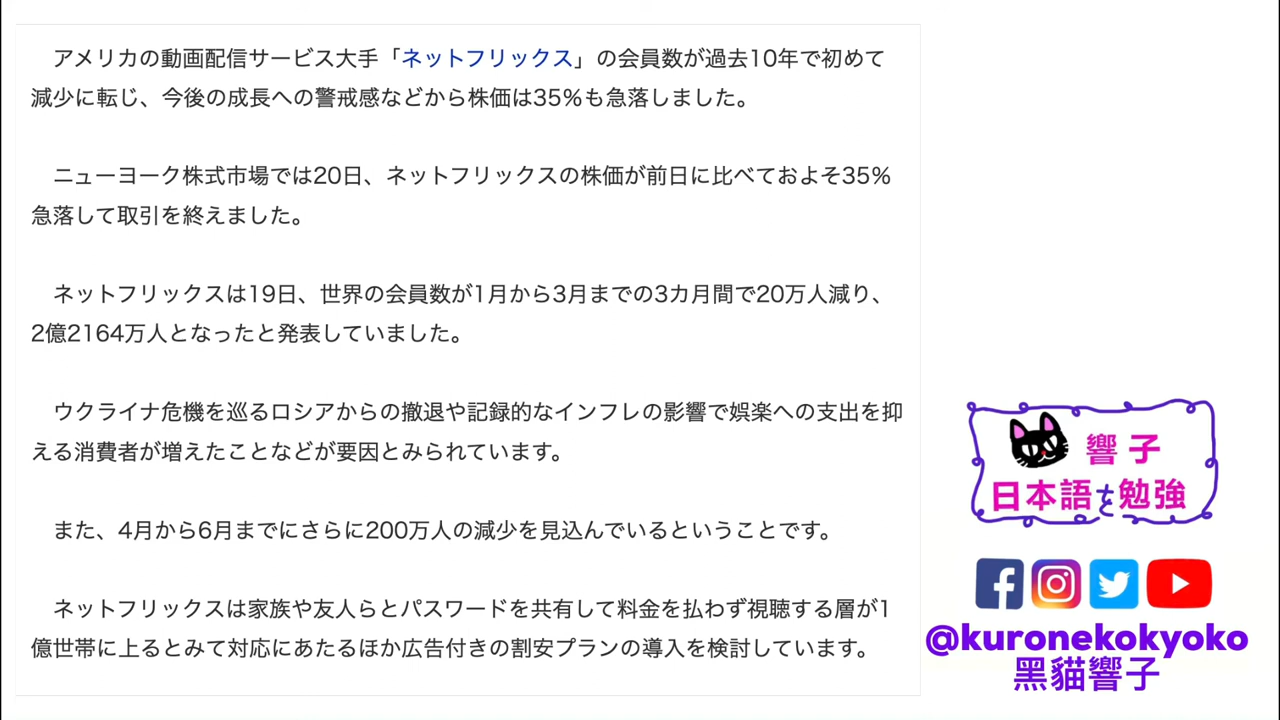 アメリカの動画配信サービス大手「ネットフリックス」の会員数が過去10年で初めて
減少に転じ、今後の成長への警戒感などから株価は35％も急落しました。
ニューヨーク株式市場では20日、ネットフリックスの株価が前日に比べておよそ35％
急落して取引を終えました。
ネットフリックスは19日、世界の会員数が1月から3月までの3カ月間で20万人減り、
2億2164万人となったと発表していました。
ウクライナ危機を巡るロシアからの撤退や記録的なインフレの影響で娯楽への支出を抑
える消費者が増えたことなどが要因とみられています。
また、4月から6月までにさらに200万人の減少を見込んでいるということです。
ネットフリックスは家族や友人らとパスワードを共有して料金を払わず視聴する層が1
億世帯に上るとみて対応にあたるほか広告付きの割安プランの導入を検討しています。
響子
日本語を勉強
@kuronekokyoko
黑貓響子